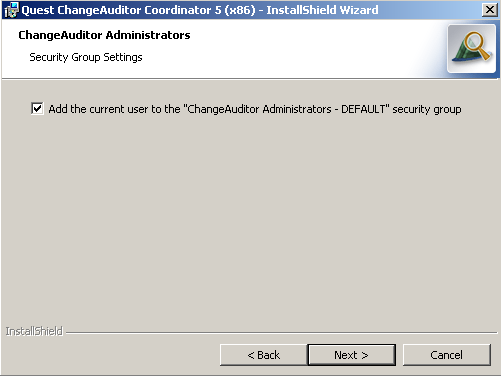 Quest ChangeAuditor Coordinator 5 (x86) - InstallShield Wizard
ChangeAuditor Administrators
Security Group Settings
Add the current user to the "ChangeAuditor Administrators - DEFAULT" security group
InstallShield
< Back Next > Cancel